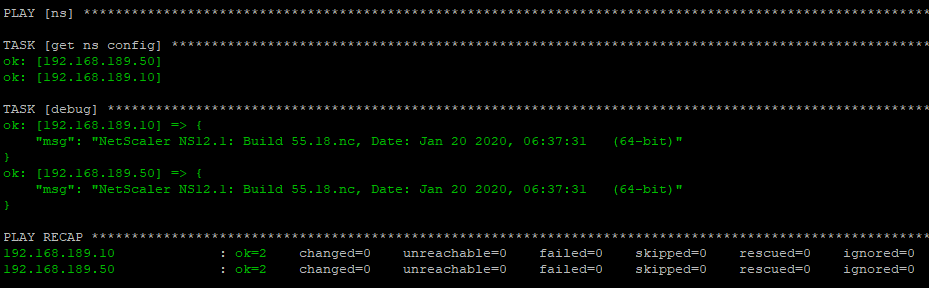 PLAY [ns] **********************************************************************************************************
TASK [get ns config] ***********************************************************************************************
ok: [192.168.189.50]
ok: [192.168.189.10]
TASK [debug] *******************************************************************************************************
ok: [192.168.189.10] => {
    "msg": "NetScaler NS12.1: Build 55.18.nc, Date: Jan 20 2020, 06:37:31   (64-bit)"
}
ok: [192.168.189.50] => {
    "msg": "NetScaler NS12.1: Build 55.18.nc, Date: Jan 20 2020, 06:37:31   (64-bit)"
}
PLAY RECAP *********************************************************************************************************
192.168.189.10             : ok=2    changed=0    unreachable=0    failed=0    skipped=0    rescued=0    ignored=0
192.168.189.50             : ok=2    changed=0    unreachable=0    failed=0    skipped=0    rescued=0    ignored=0